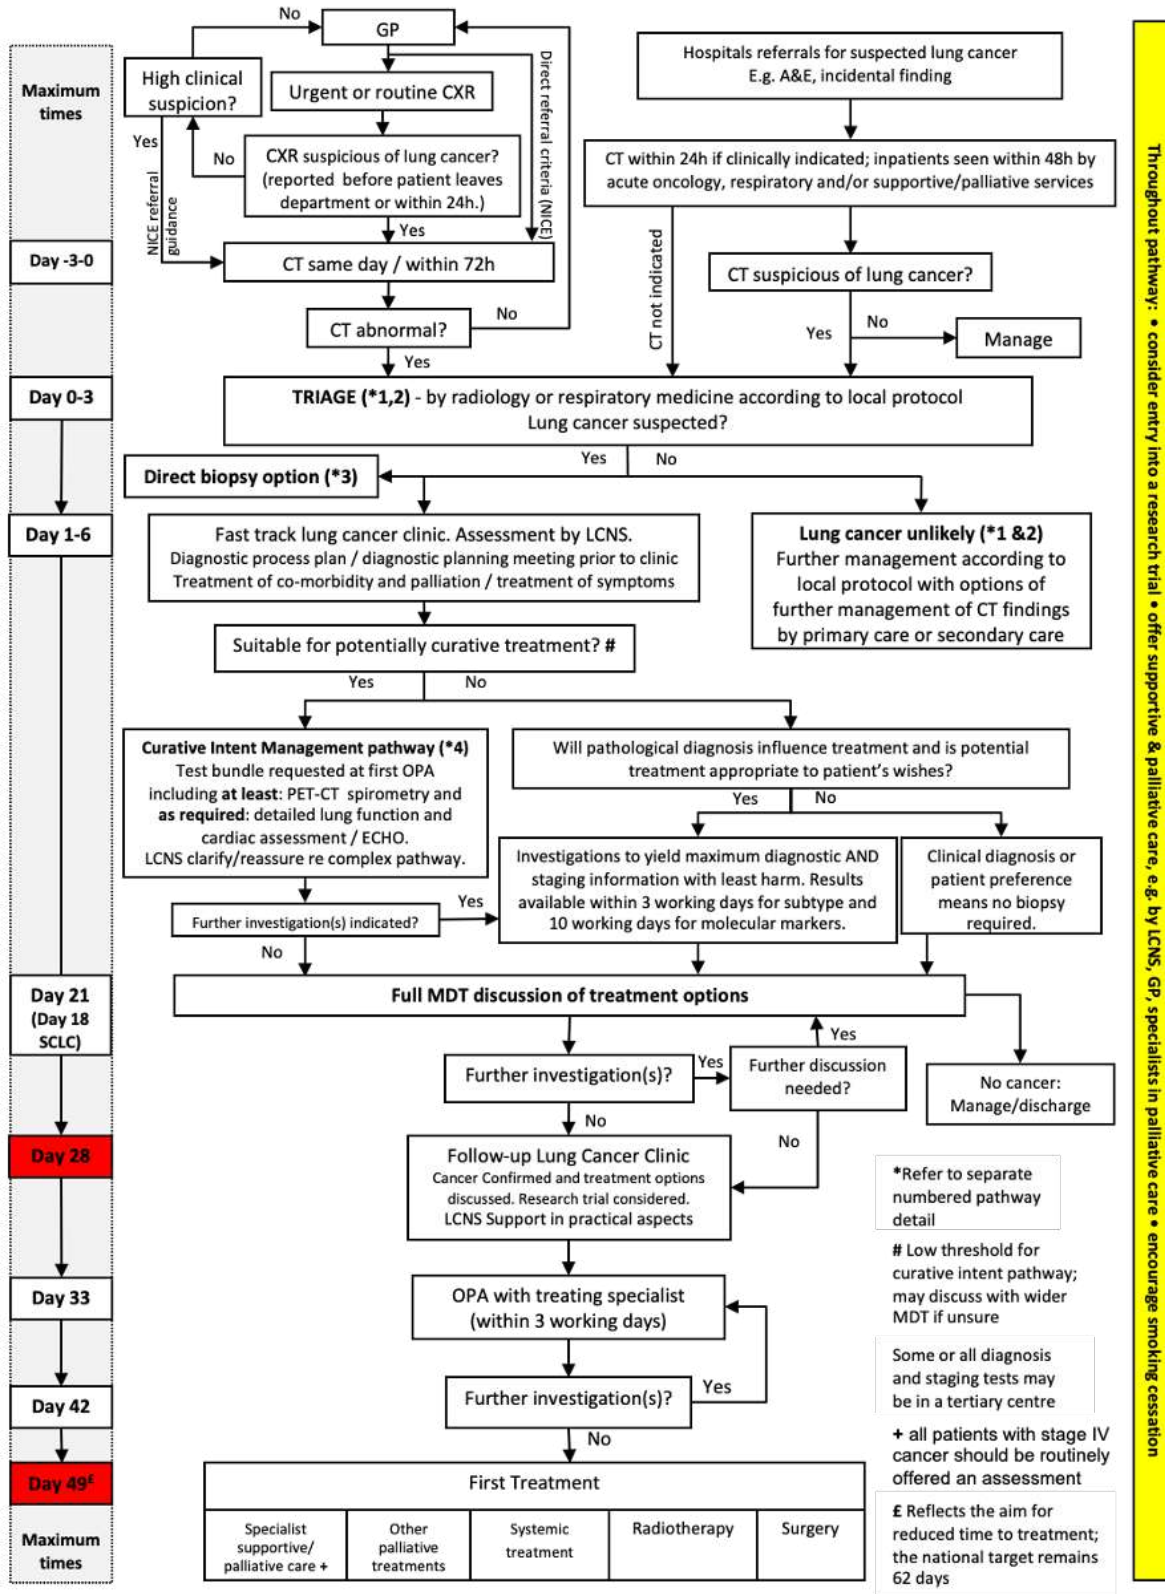 Maximum
times
Day -3-0
Day 0-3
Day 1-6
Day 21
(Day 18
SCLC)
Day 28
Day 33
Day 42
Day 49£
Maximum
times
No
GP
High clinical
suspicion?
Urgent or routine CXR
Direct referral criteria (NICE)
Yes
No
NICE referral
guidance
CXR suspicious of lung cancer?
(reported before patient leaves
department or within 24h.)
Yes
CT same day / within 72h
CT abnormal?
No
Yes
Hospitals referrals for suspected lung cancer
E.g. A&E, incidental finding
CT within 24h if clinically indicated; inpatients seen within 48h by
acute oncology, respiratory and/or supportive/palliative services
CT not indicated
CT suspicious of lung cancer?
Yes
No
Manage
TRIAGE (*1,2) - by radiology or respiratory medicine according to local protocol
Lung cancer suspected?
Yes
No
Direct biopsy option (*3)
Fast track lung cancer clinic. Assessment by LCNS.
Diagnostic process plan / diagnostic planning meeting prior to clinic
Treatment of co-morbidity and palliation / treatment of symptoms
Lung cancer unlikely (*1 &2)
Further management according to
local protocol with options of
further management of CT findings
by primary care or secondary care
Suitable for potentially curative treatment? #
Yes
No
Curative Intent Management pathway (*4)
Test bundle requested at first OPA
including at least: PET-CT spirometry and
as required: detailed lung function and
cardiac assessment / ECHO.
LCNS clarify/reassure re complex pathway.
Will pathological diagnosis influence treatment and is potential
treatment appropriate to patient's wishes?
Yes
No
Further investigation(s) indicated?
Yes
No
Investigations to yield maximum diagnostic AND
staging information with least harm. Results
available within 3 working days for subtype and
10 working days for molecular markers.
Clinical diagnosis or
patient preference
means no biopsy
required.
Full MDT discussion of treatment options
Further investigation(s)?
Yes
Further discussion
needed?
Yes
No
No
No cancer:
Manage/discharge
Follow-up Lung Cancer Clinic
Cancer Confirmed and treatment options
discussed. Research trial considered.
LCNS Support in practical aspects
OPA with treating specialist
(within 3 working days)
Further investigation(s)?
Yes
No
First Treatment
Specialist
supportive/
palliative care +
Other
palliative
treatments
Systemic
treatment
Radiotherapy
Surgery
*Refer to separate
numbered pathway
detail
# Low threshold for
curative intent pathway;
may discuss with wider
MDT if unsure
Some or all diagnosis
and staging tests may
be in a tertiary centre
+ all patients with stage IV
cancer should be routinely
offered an assessment
£ Reflects the aim for
reduced time to treatment;
the national target remains
62 days
Throughout pathway: • consider entry into a research trial • offer supportive & palliative care, e.g. by LCNS, GP, specialists in palliative care • encourage smoking cessation